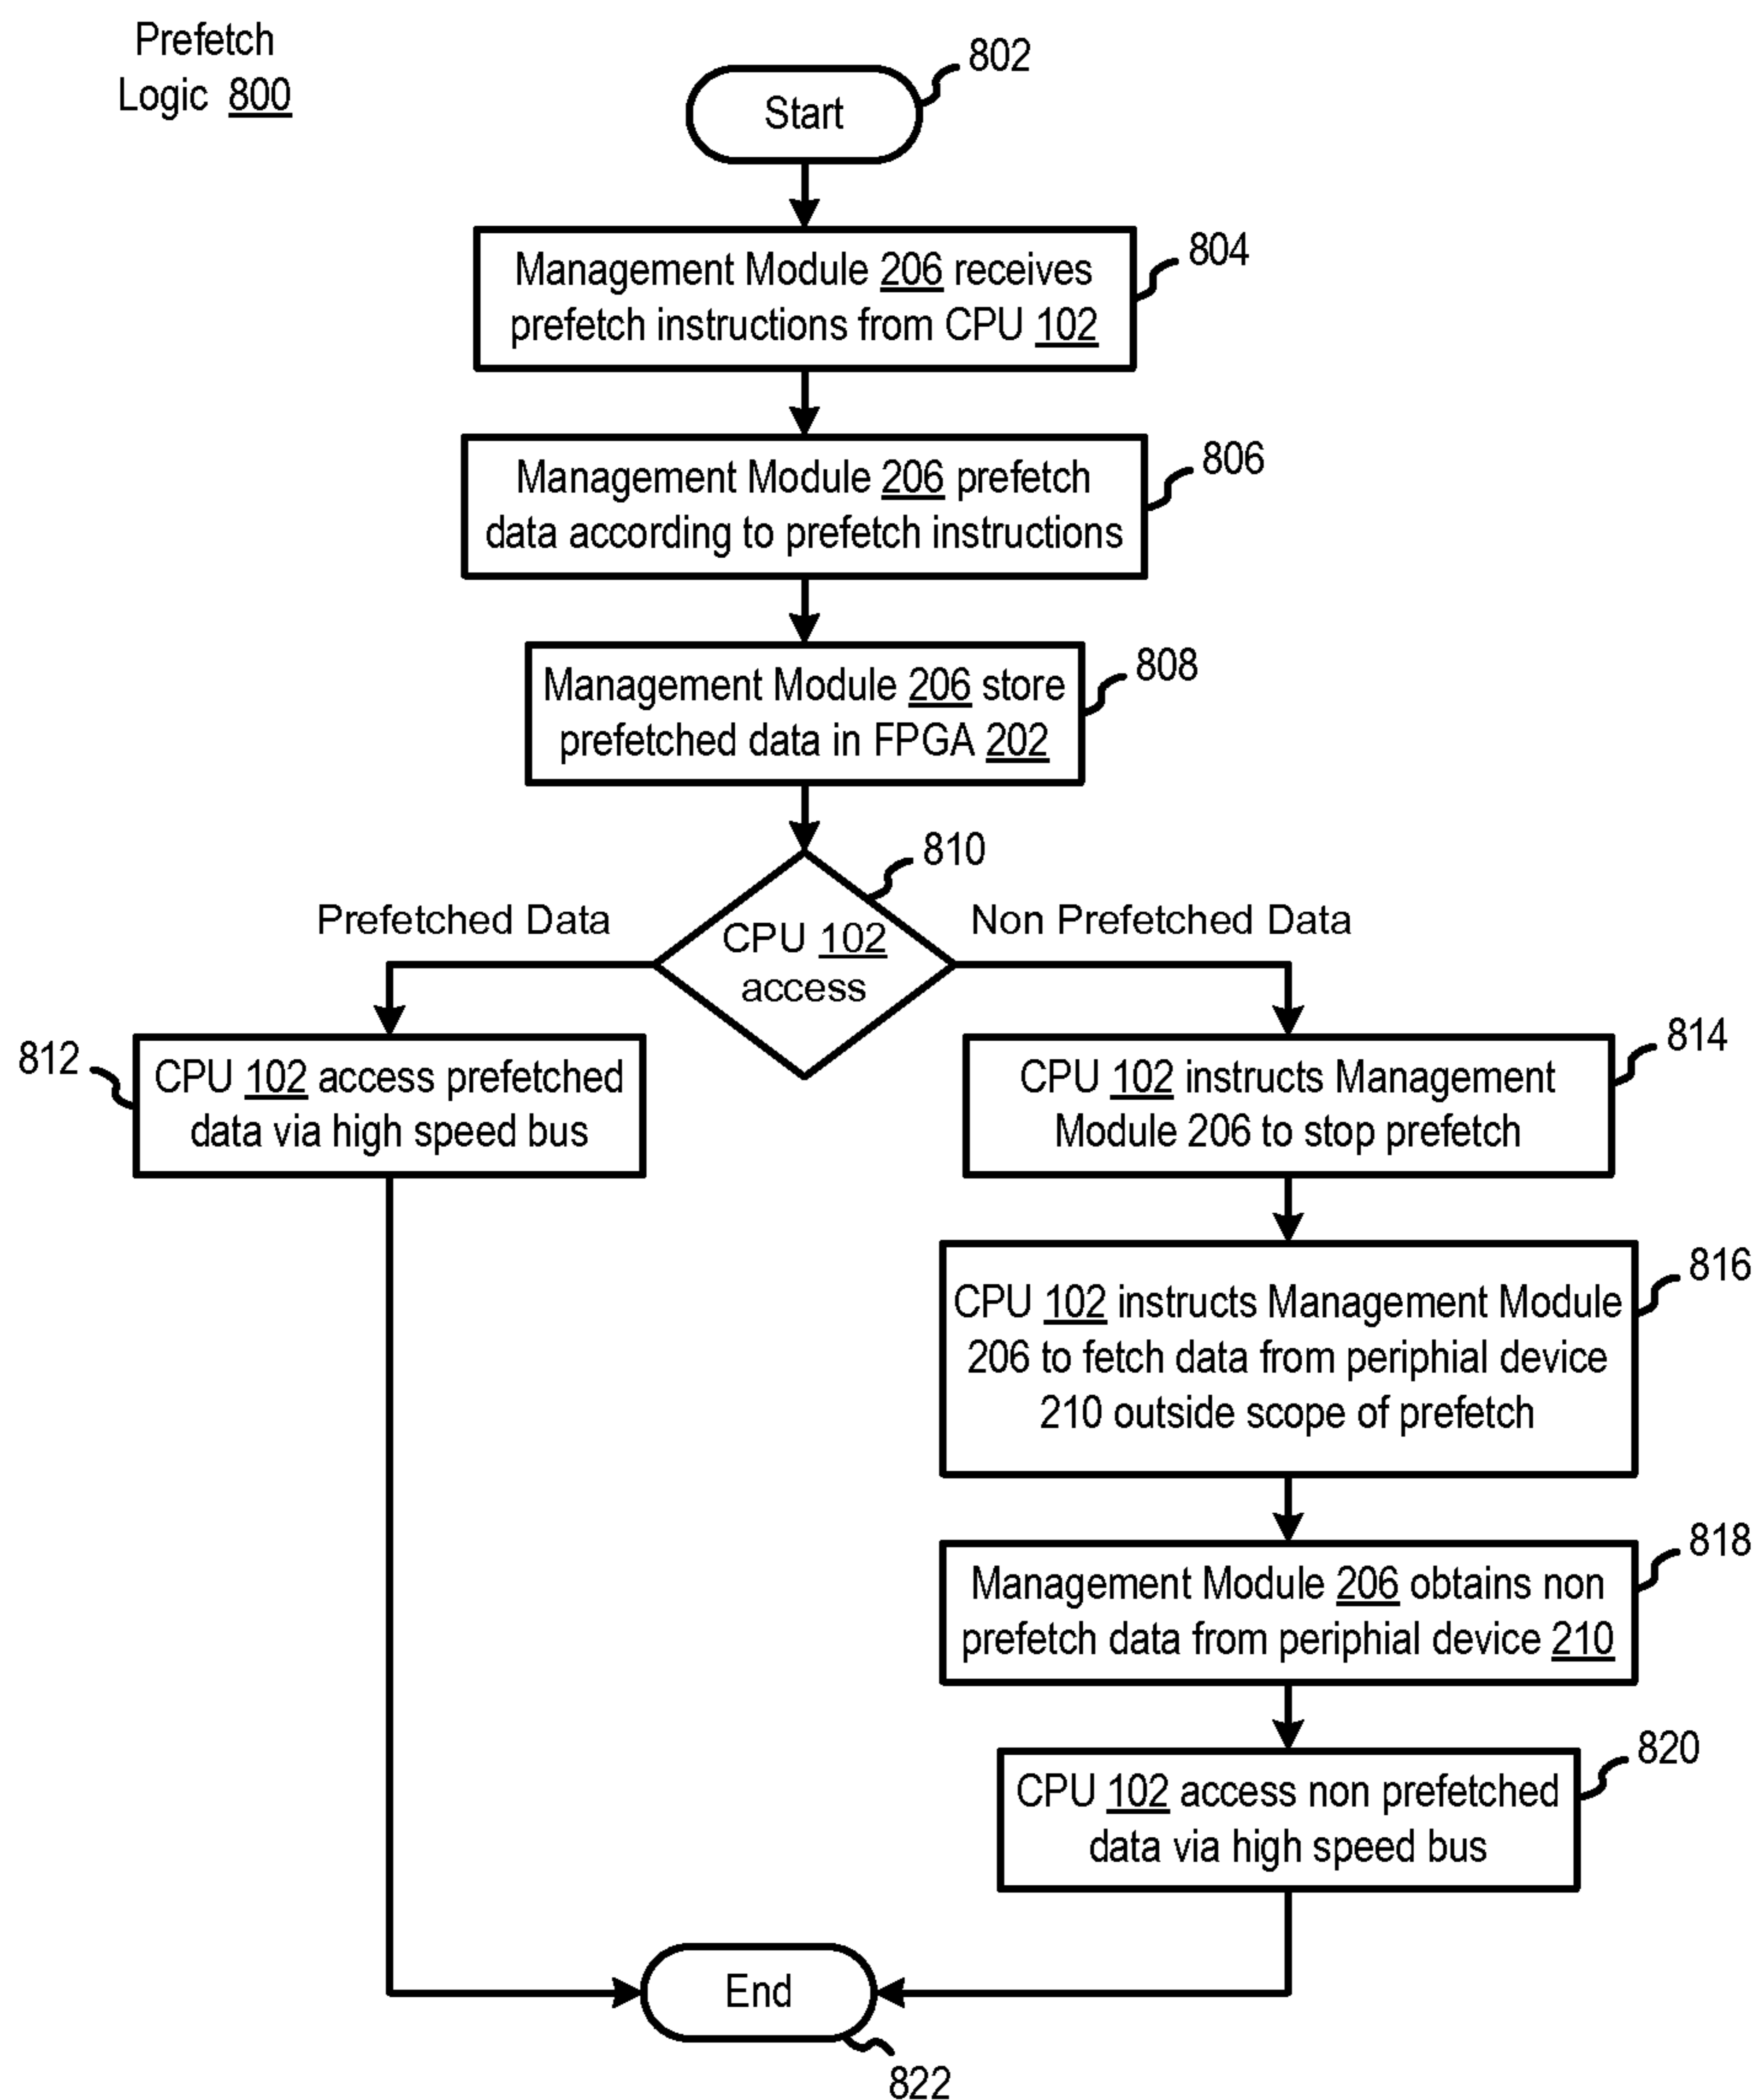 Prefetch
Logic 800
802
Start
804
Management Module 206 receives
prefetch instructions from CPU 102
806
Management Module 206 prefetch
data according to prefetch instructions
808
Management Module 206 store
prefetched data in FPGA 202
810
Prefetched Data
Non Prefetched Data
CPU 102
access
812
CPU 102 access prefetched
data via high speed bus
814
CPU 102 instructs Management
Module 206 to stop prefetch
816
CPU 102 instructs Management Module
206 to fetch data from periphial device
210 outside scope of prefetch
818
Management Module 206 obtains non
prefetch data from periphial device 210
820
CPU 102 access non prefetched
data via high speed bus
End
822